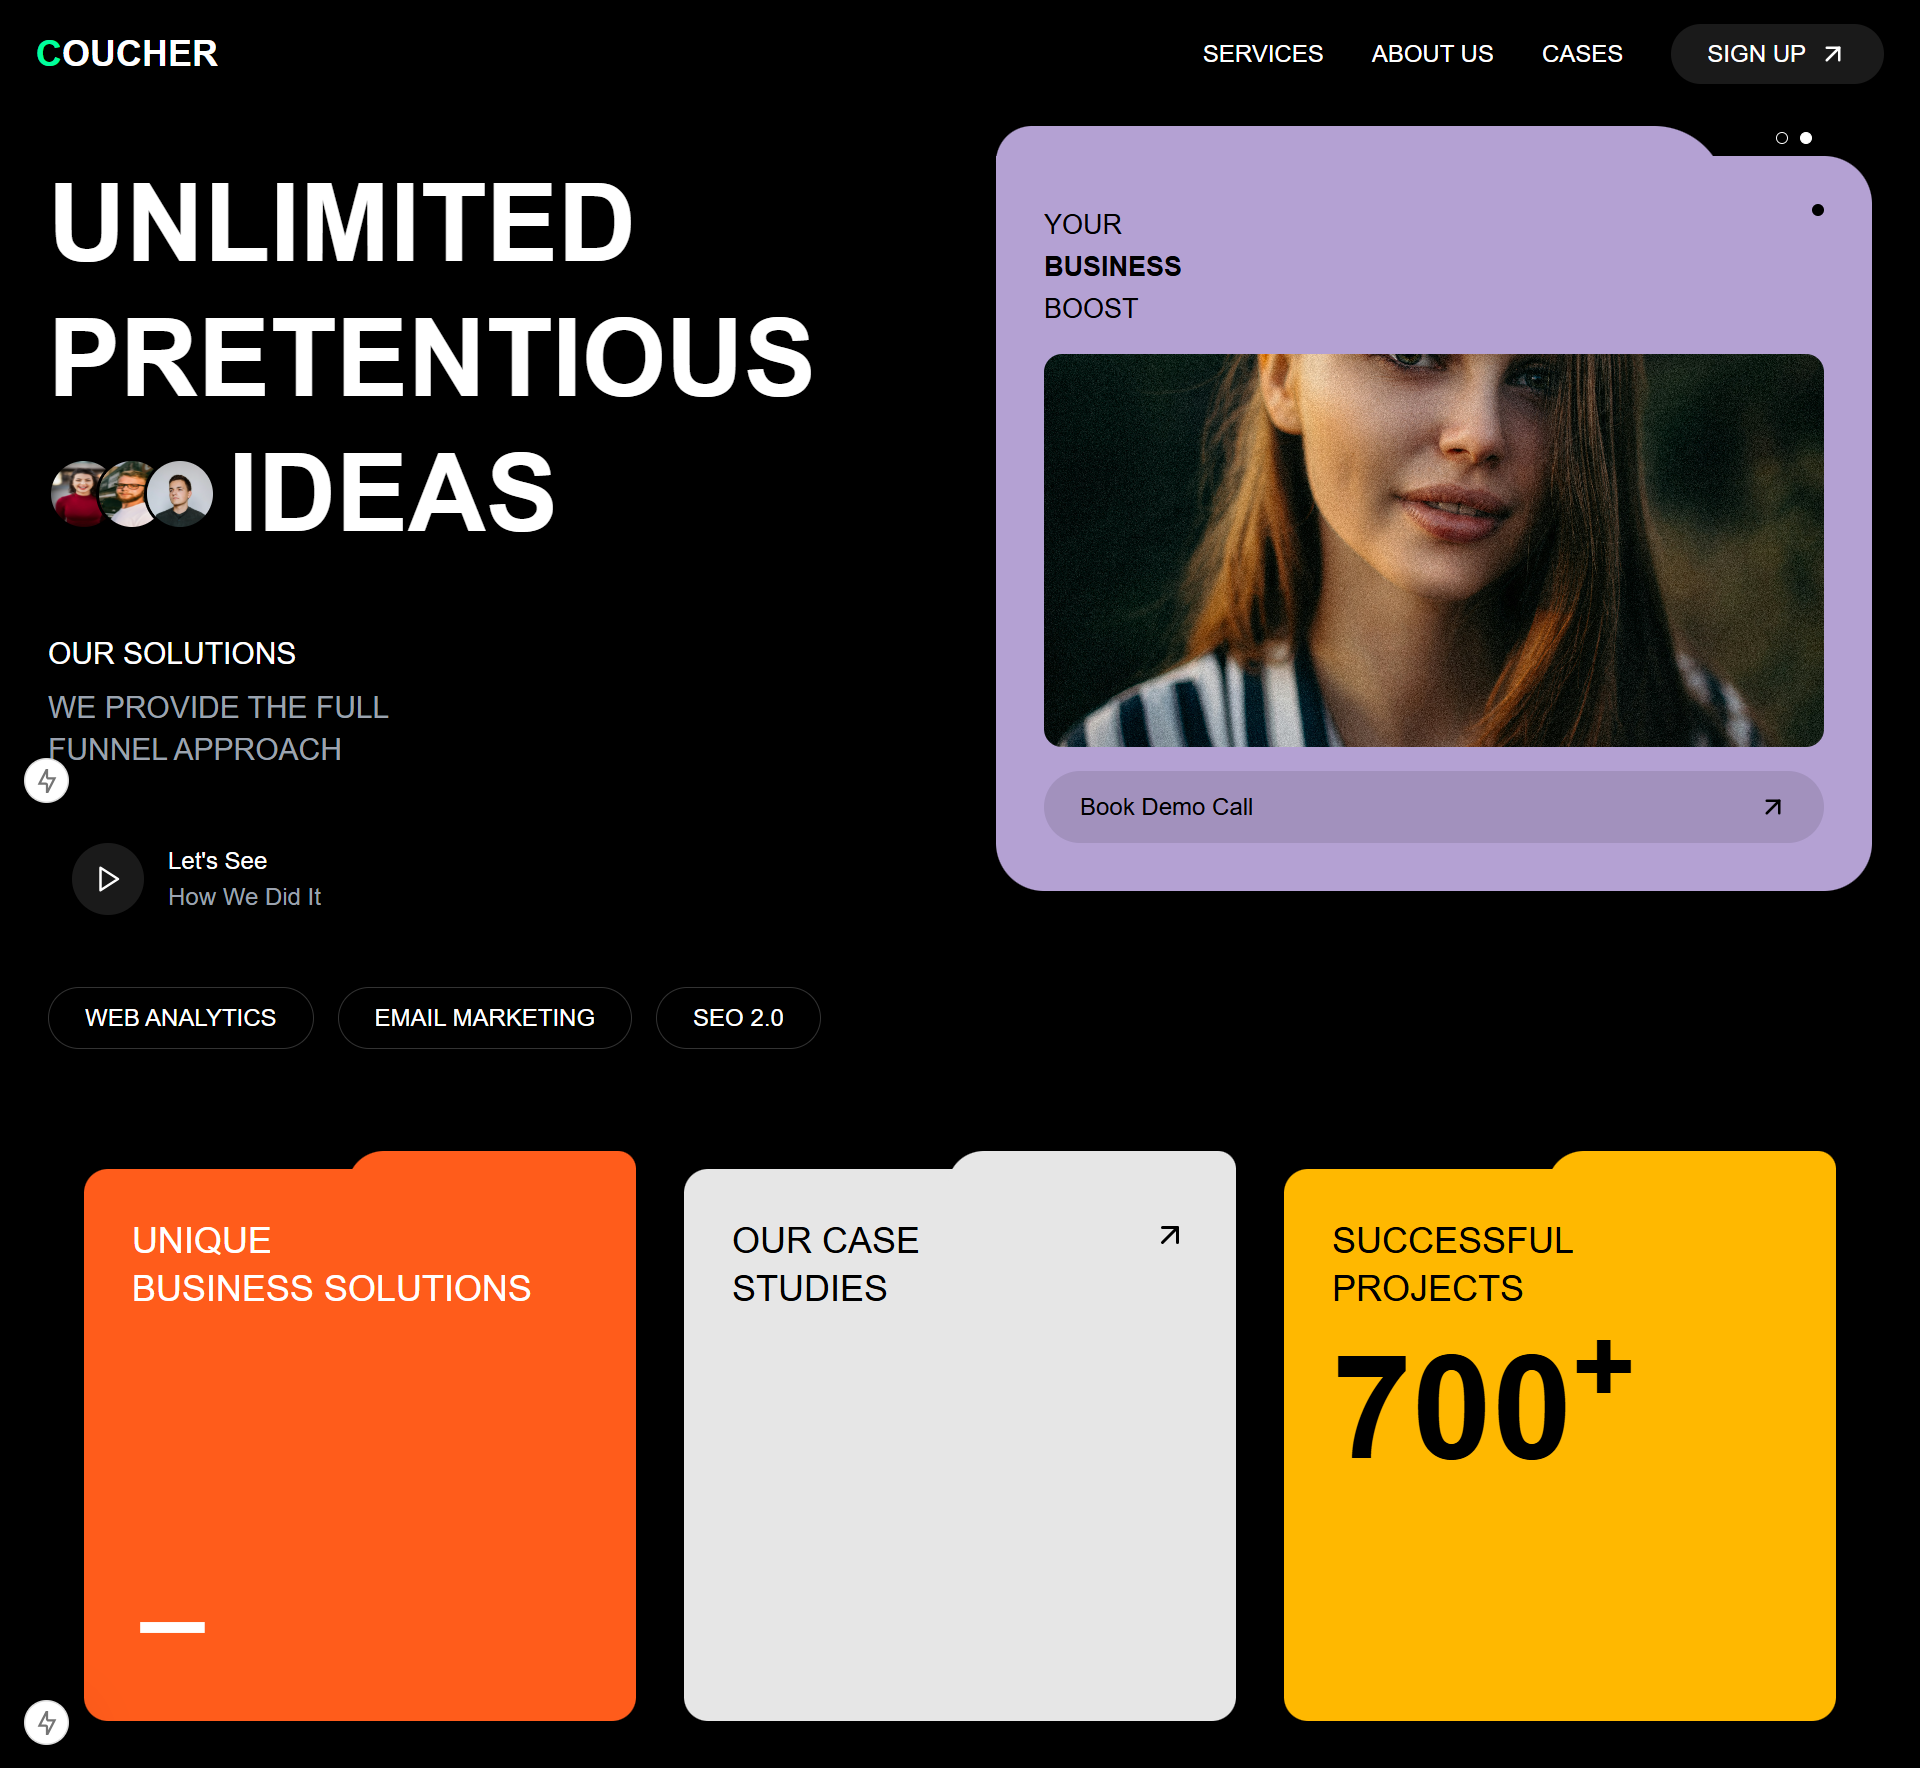 COUCHER
SERVICES
ABOUT US
CASES
SIGN UP
UNLIMITED
PRETENTIOUS
IDEAS
OUR SOLUTIONS
WE PROVIDE THE FULL
FUNNEL APPROACH
Let's See
How We Did It
WEB ANALYTICS
EMAIL MARKETING
SEO 2.0
YOUR
BUSINESS
BOOST
Book Demo Call
UNIQUE
BUSINESS SOLUTIONS
OUR CASE
STUDIES
SUCCESSFUL
PROJECTS
700+